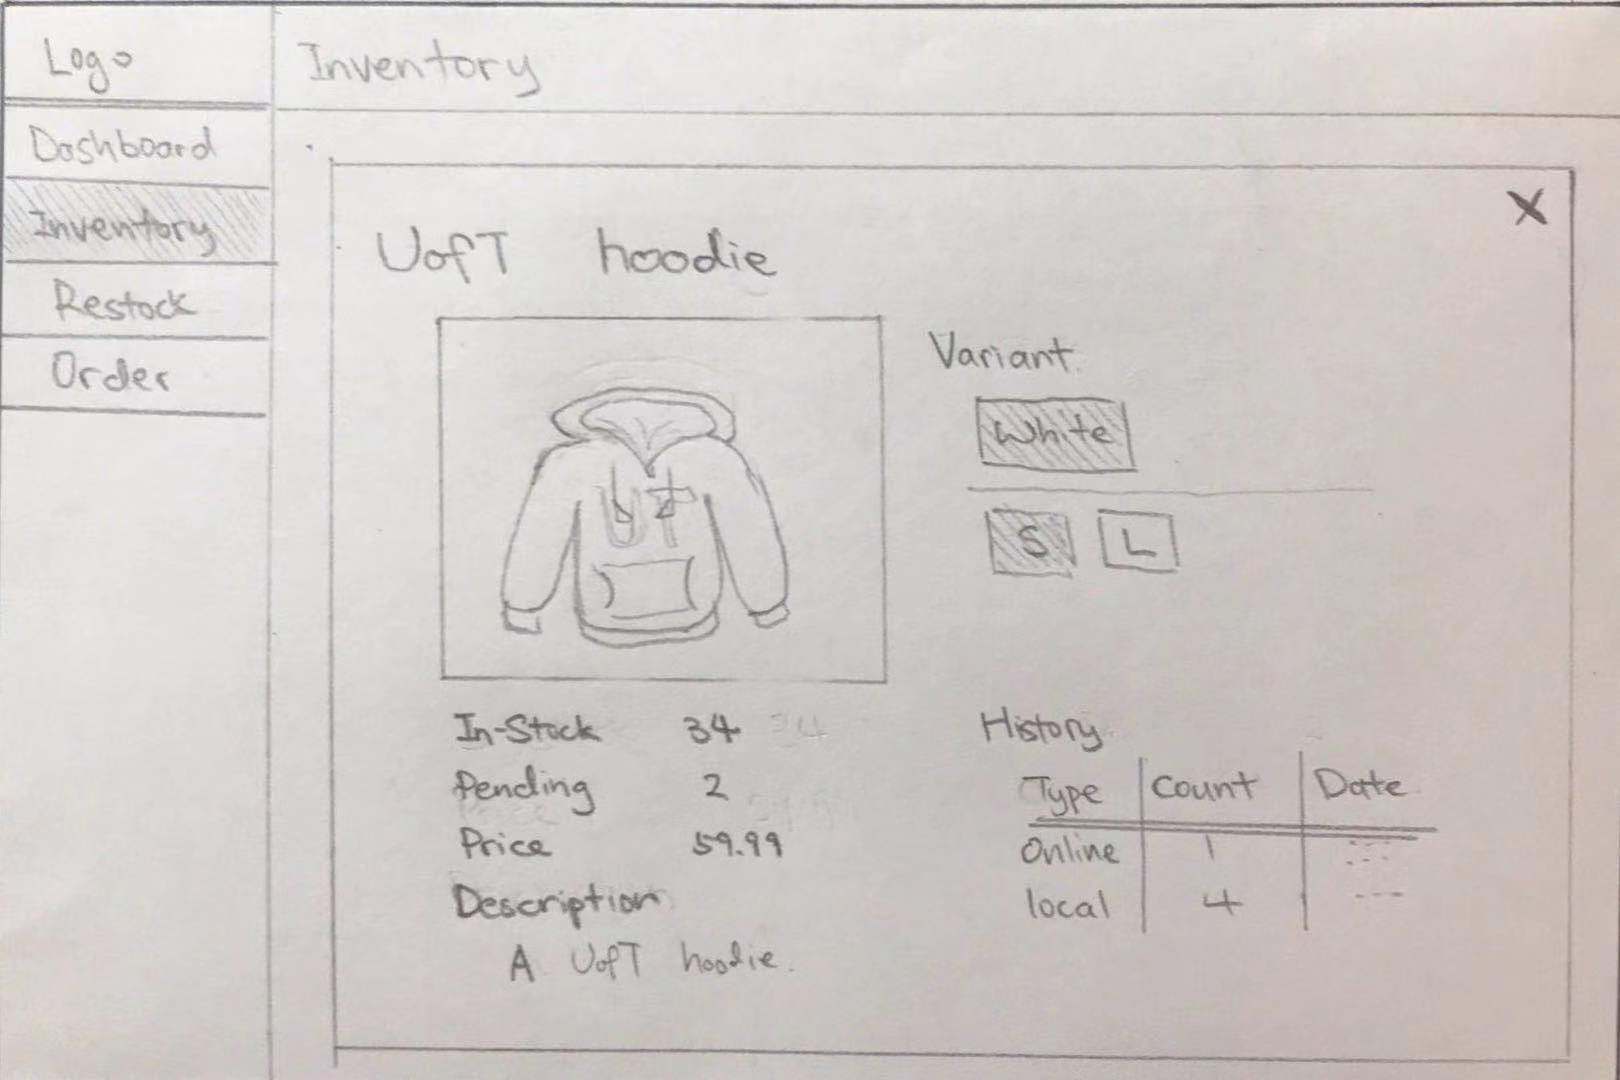 Logo
Dashboard
Inventory
Restock
Order
Inventory
X
UofT hoodie
UT
Variant
White
S L
In-Stock 34
Pending 2
Price 59.99
Description
A UofT hoodie.
History
Type Count Date
Online 1
local 4